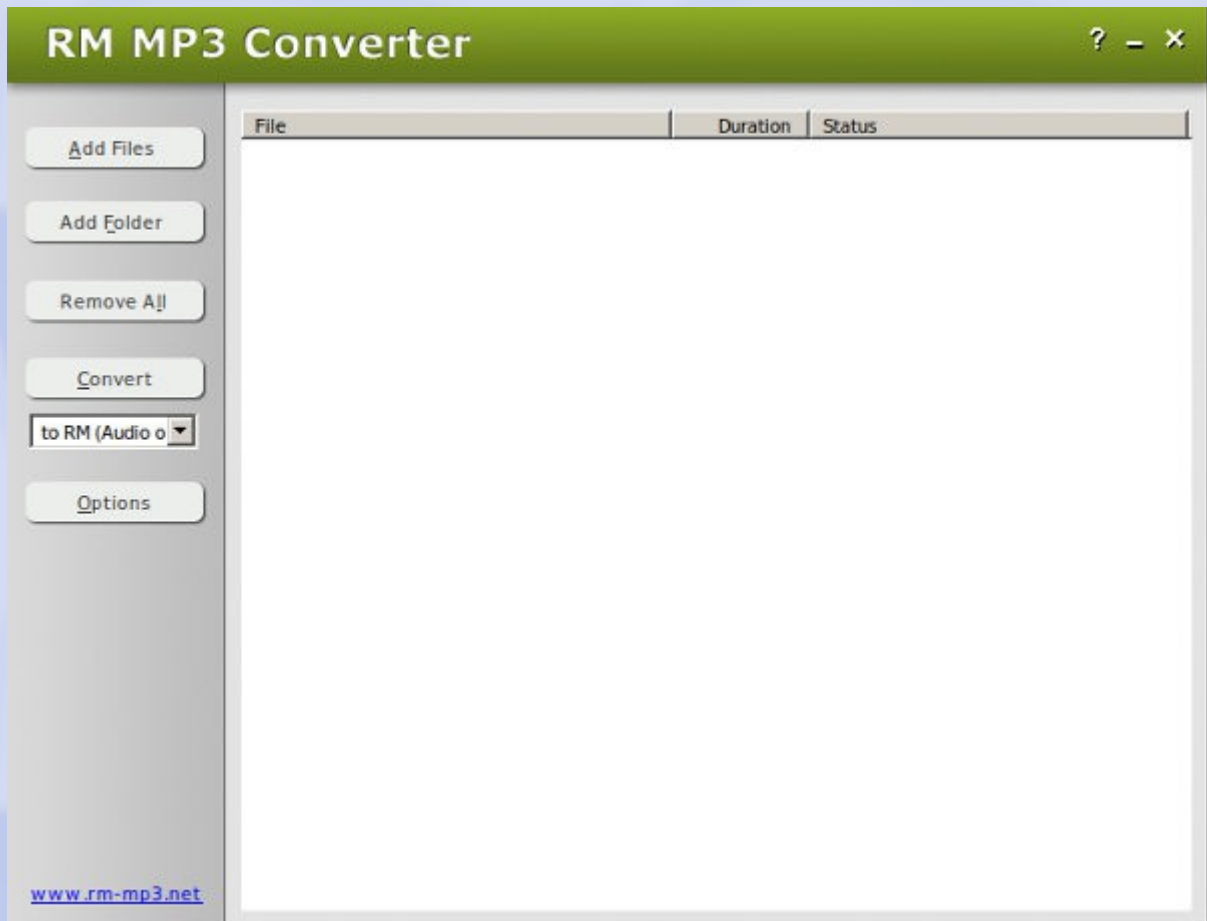 RM MP3 Converter ? – ×
File Duration Status
Add Files
Add Folder
Remove All
Convert
to RM (Audio o
Options
www.rm-mp3.net